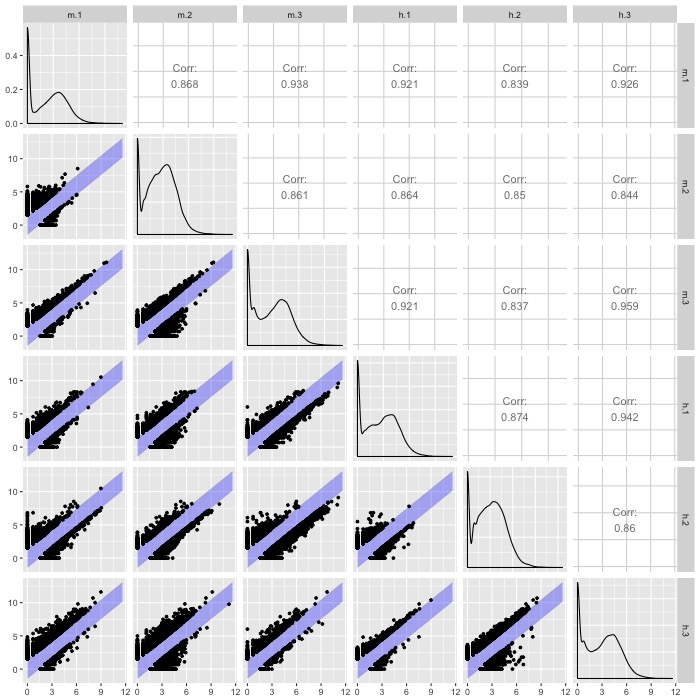 m.1 m.2 m.3 h.1 h.2 h.3
0.4
0.2
0.0
Corr:
0.868
Corr:
0.938
Corr:
0.921
Corr:
0.839
Corr:
0.926
m.1
10
5
0
Corr:
0.861
Corr:
0.864
Corr:
0.85
Corr:
0.844
m.2
10
5
0
Corr:
0.921
Corr:
0.837
Corr:
0.959
m.3
10
5
0
Corr:
0.874
Corr:
0.942
h.1
10
5
0
Corr:
0.86
h.2
10
5
0
h.3
0 3 6 9 12 0 3 6 9 12 0 3 6 9 12 0 3 6 9 12 0 3 6 9 12 0 3 6 9 12